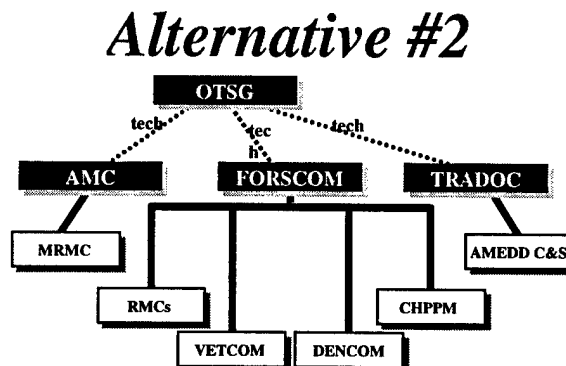 Alternative #2
OTSG
tech tec tech
h
AMC FORSCOM TRADOC
MRMC AMEDD C&S
RMCs CHPPM
VETCOM DENCOM